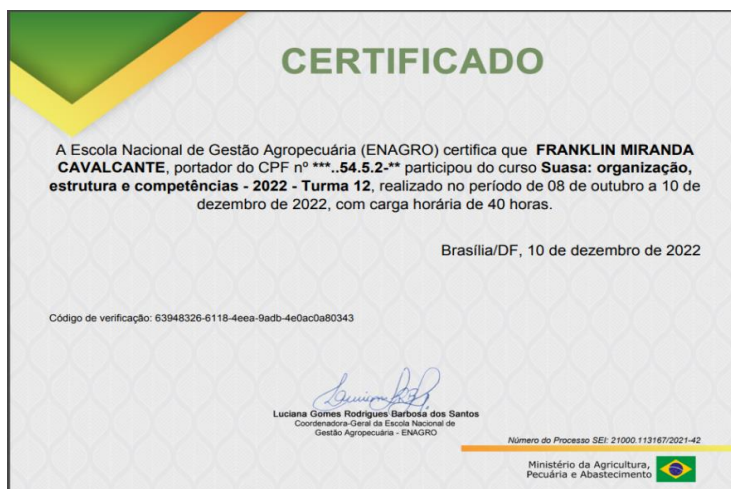 CERTIFICADO
A Escola Nacional de Gestão Agropecuária (ENAGRO) certifica que FRANKLIN MIRANDA
CAVALCANTE, portador do CPF nº ***..54.5.2-** participou do curso Suasa: organização,
estrutura e competências - 2022 - Turma 12, realizado no período de 08 de outubro a 10 de
dezembro de 2022, com carga horária de 40 horas.
Brasília/DF, 10 de dezembro de 2022
Código de verificação: 63948326-6118-4eea-9adb-4e0ac0a80343
Luciana Gomes Rodrigues Barbosa dos Santos
Coordenadora-Geral da Escola Nacional de
Gestão Agropecuária - ENAGRO
Número do Processo SEI: 21000.113167/2021-42
Ministério da Agricultura,
Pecuária e Abastecimento